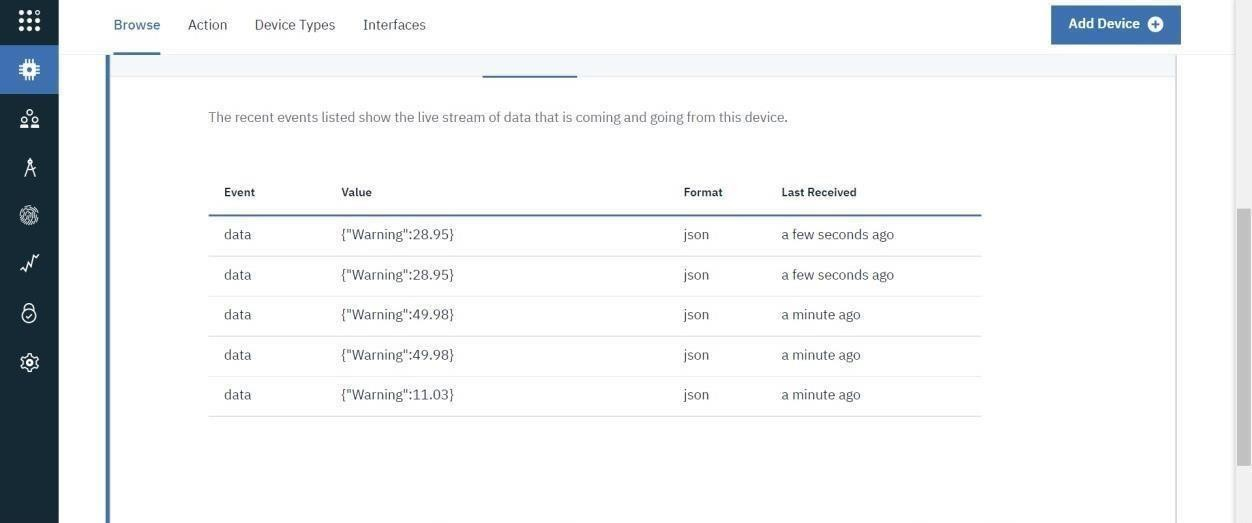 Browse Action Device Types Interfaces Add Device
The recent events listed show the live stream of data that is coming and going from this device.
Event Value Format Last Received
data {"Warning":28.95} json a few seconds ago
data {"Warning":28.95} json a few seconds ago
data {"Warning":49.98} json a minute ago
data {"Warning":49.98} json a minute ago
data {"Warning":11.03} json a minute ago